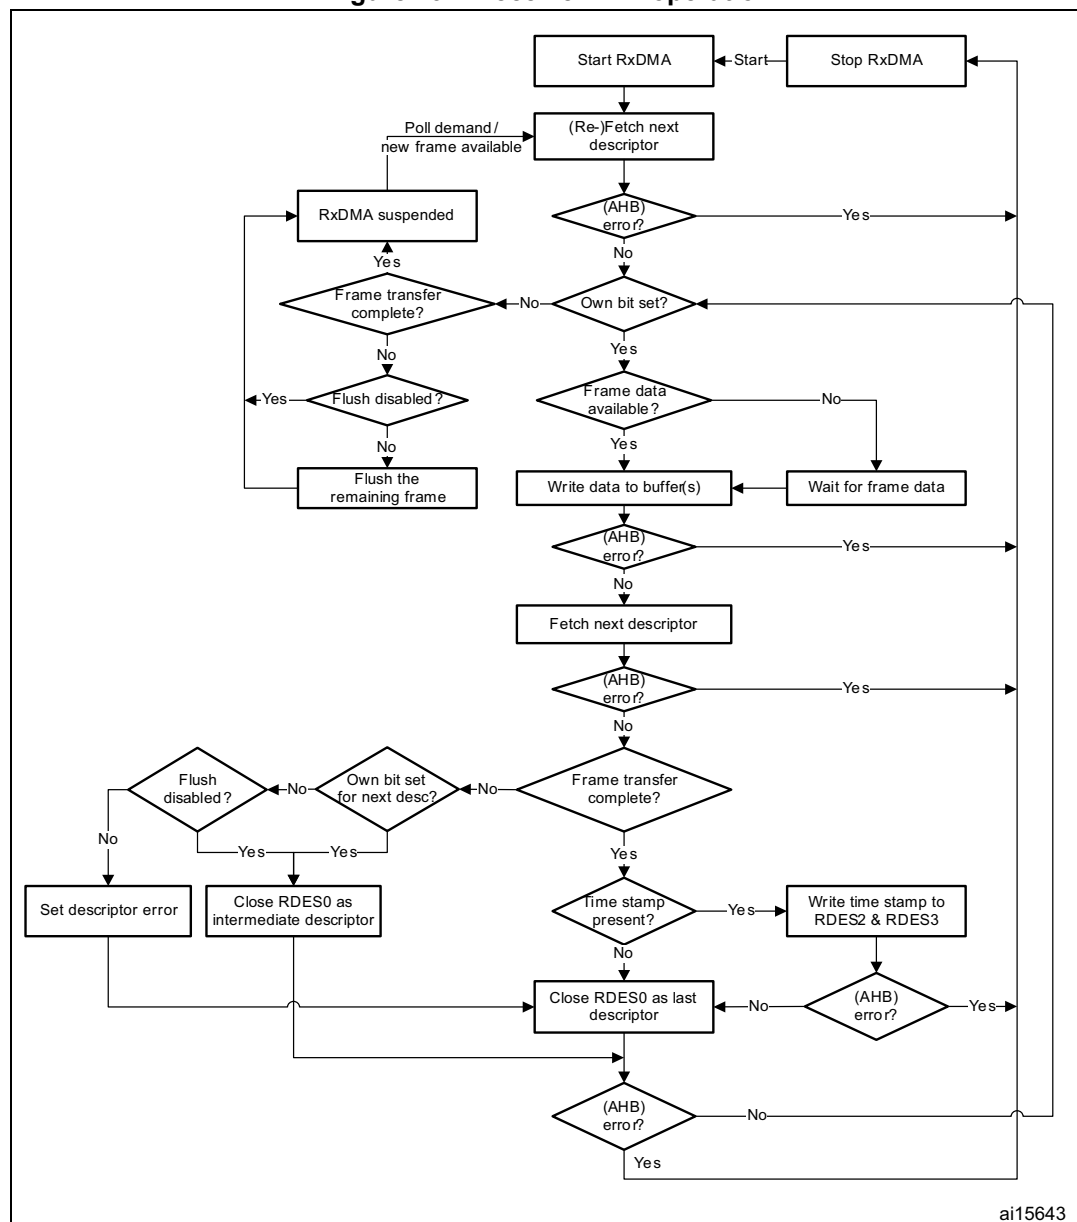 Start RxDMA
Start
Stop RxDMA
Poll demand /
new frame available
(Re-)Fetch next
descriptor
RxDMA suspended
(AHB)
error?
Yes
No
Yes
Frame transfer
complete?
No
Own bit set?
No
Yes
Yes
Flush disabled?
Frame data
available?
No
No
Yes
Flush the
remaining frame
Write data to buffer(s)
Wait for frame data
(AHB)
error?
Yes
No
Fetch next descriptor
(AHB)
error?
Yes
No
Flush
disabled?
No
Own bit set
for next desc?
No
Frame transfer
complete?
No
Yes
Yes
Yes
Set descriptor error
Close RDES0 as
intermediate descriptor
Time stamp
present?
Yes
Write time stamp to
RDES2 & RDES3
No
Close RDES0 as last
descriptor
No
(AHB)
error?
Yes
(AHB)
error?
No
Yes
ai15643